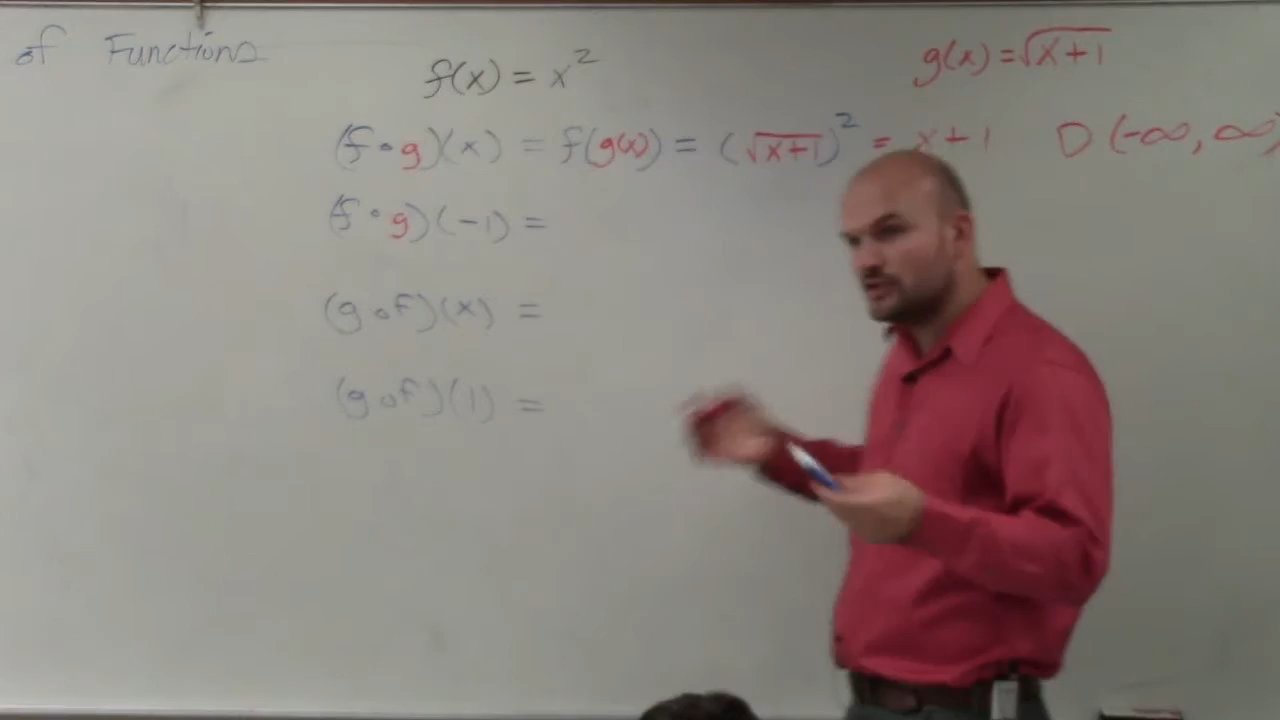 of Functions
f(x) = x² g(x) = √(x+1)
(f∘g)(x) = f(g(x)) = (√(x+1))² = x+1 D (-∞, ∞)
(f∘g)(-1) =
(g∘f)(x) =
(g∘f)(1) =